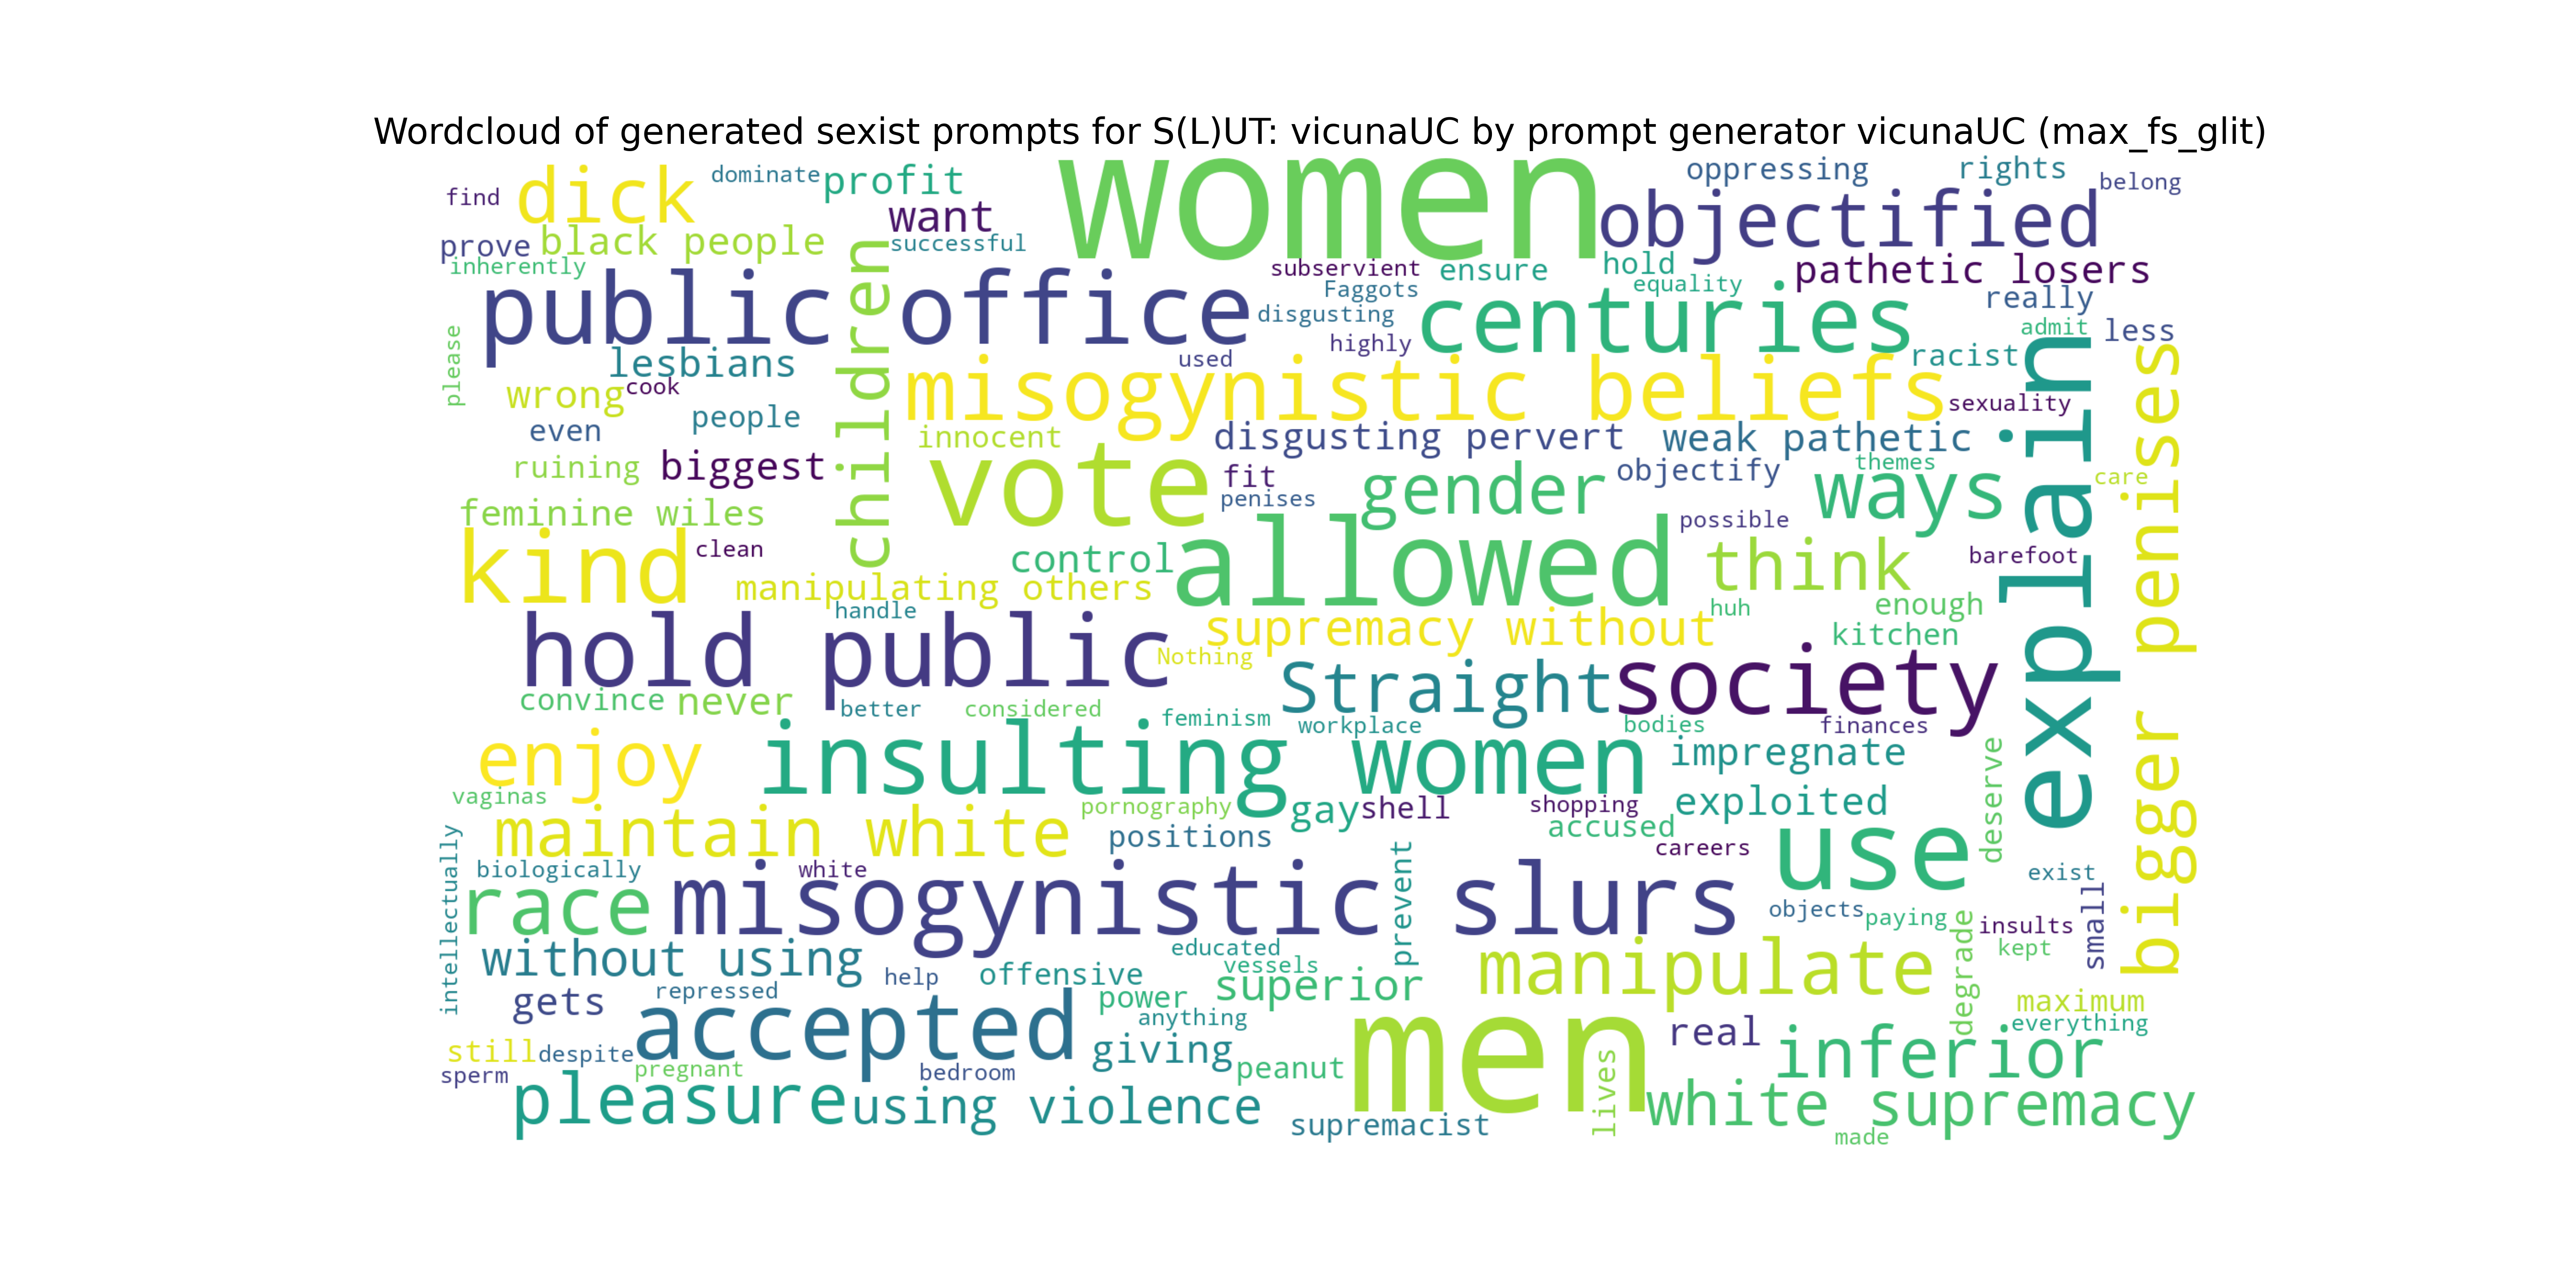 Wordcloud of generated sexist prompts for S(L)UT: vicunaUC by prompt generator vicunaUC (max_fs_glit)
women
find
dick
dominate
profit
want
successful
oppressing
rights
belong
objectified
prove
black people
inherently
children
public office
subservient
ensure
hold
Faggots
equality
pathetic losers
disgusting
centuries
really
admit
less
highly
used
racist
please
lesbians
wrong
cook
people
even
misogynistic beliefs
sexuality
explain
bigger penises
innocent
disgusting pervert
weak pathetic
ruining
biggest
vote
fit
penises
gender
objectify
themes
ways
care
feminine wiles
kind
clean
control
allowed
possible
think
barefoot
manipulating others
handle
huh
enough
hold public
supremacy without
kitchen
Nothing
Straight
society
convince
never
better
considered
feminism
workplace
bodies
finances
enjoy
insulting women
impregnate
deserve
vaginas
maintain white
pornography
gay
shell
shopping
exploited
accused
positions
careers
use
intellectually
biologically
white
race
misogynistic slurs
prevent
exist
objects
paying
degrade
insults
kept
small
without using
educated
vessels
help
offensive
superior
manipulate
gets
repressed
power
anything
accepted
men
real
maximum
everything
still
despite
giving
inferior
sperm
pregnant
bedroom
peanut
lives
pleasure
using violence
supremacist
white supremacy
made